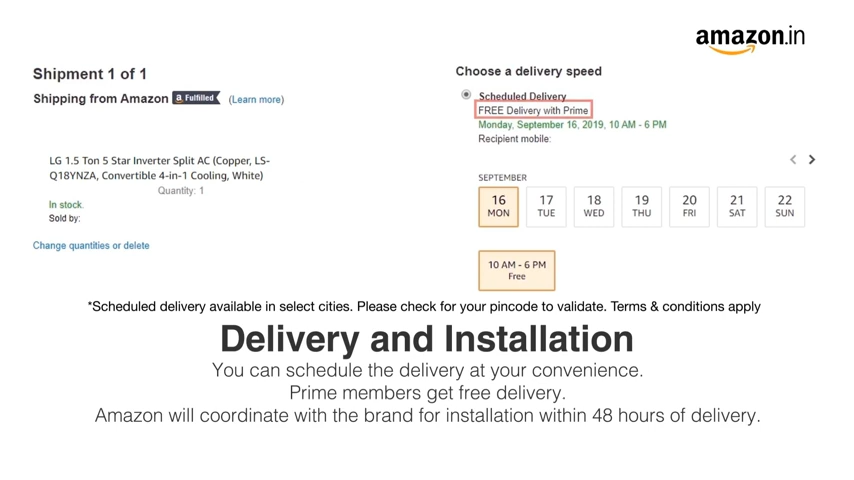 amazon.in
Shipment 1 of 1
Shipping from Amazon a Fulfilled (Learn more)
LG 1.5 Ton 5 Star Inverter Split AC (Copper, LS-
Q18YNZA, Convertible 4-in-1 Cooling, White)
Quantity: 1
In stock.
Sold by:
Change quantities or delete
Choose a delivery speed
Scheduled Delivery
FREE Delivery with Prime
Monday, September 16, 2019, 10 AM - 6 PM
Recipient mobile:
SEPTEMBER
16 17 18 19 20 21 22
MON TUE WED THU FRI SAT SUN
10 AM - 6 PM
Free
*Scheduled delivery available in select cities. Please check for your pincode to validate. Terms & conditions apply
Delivery and Installation
You can schedule the delivery at your convenience.
Prime members get free delivery.
Amazon will coordinate with the brand for installation within 48 hours of delivery.